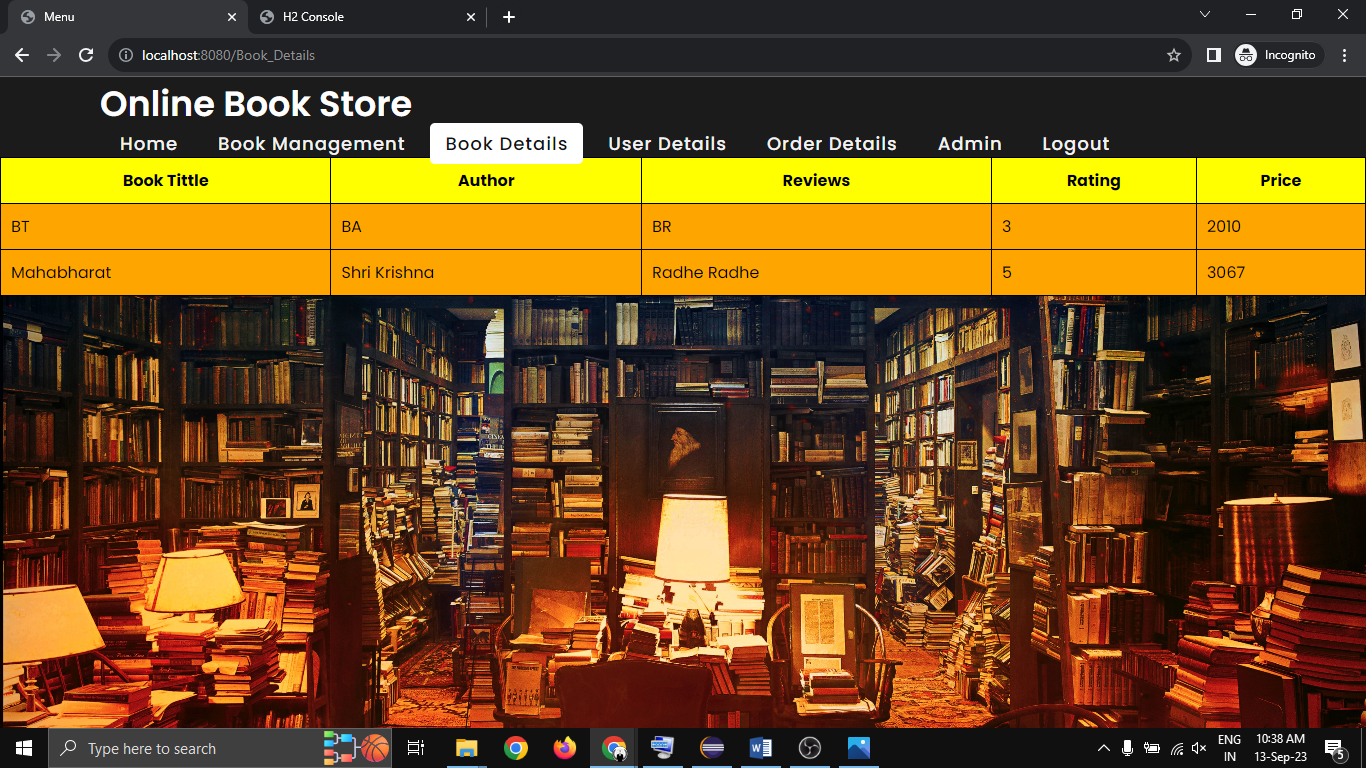 Menu
H2 Console
localhost:8080/Book_Details
Incognito
Online Book Store
Home Book Management Book Details User Details Order Details Admin Logout
Book Tittle Author Reviews Rating Price
BT BA BR 3 2010
Mahabharat Shri Krishna Radhe Radhe 5 3067
Type here to search
ENG
IN
10:38 AM
13-Sep-23
5